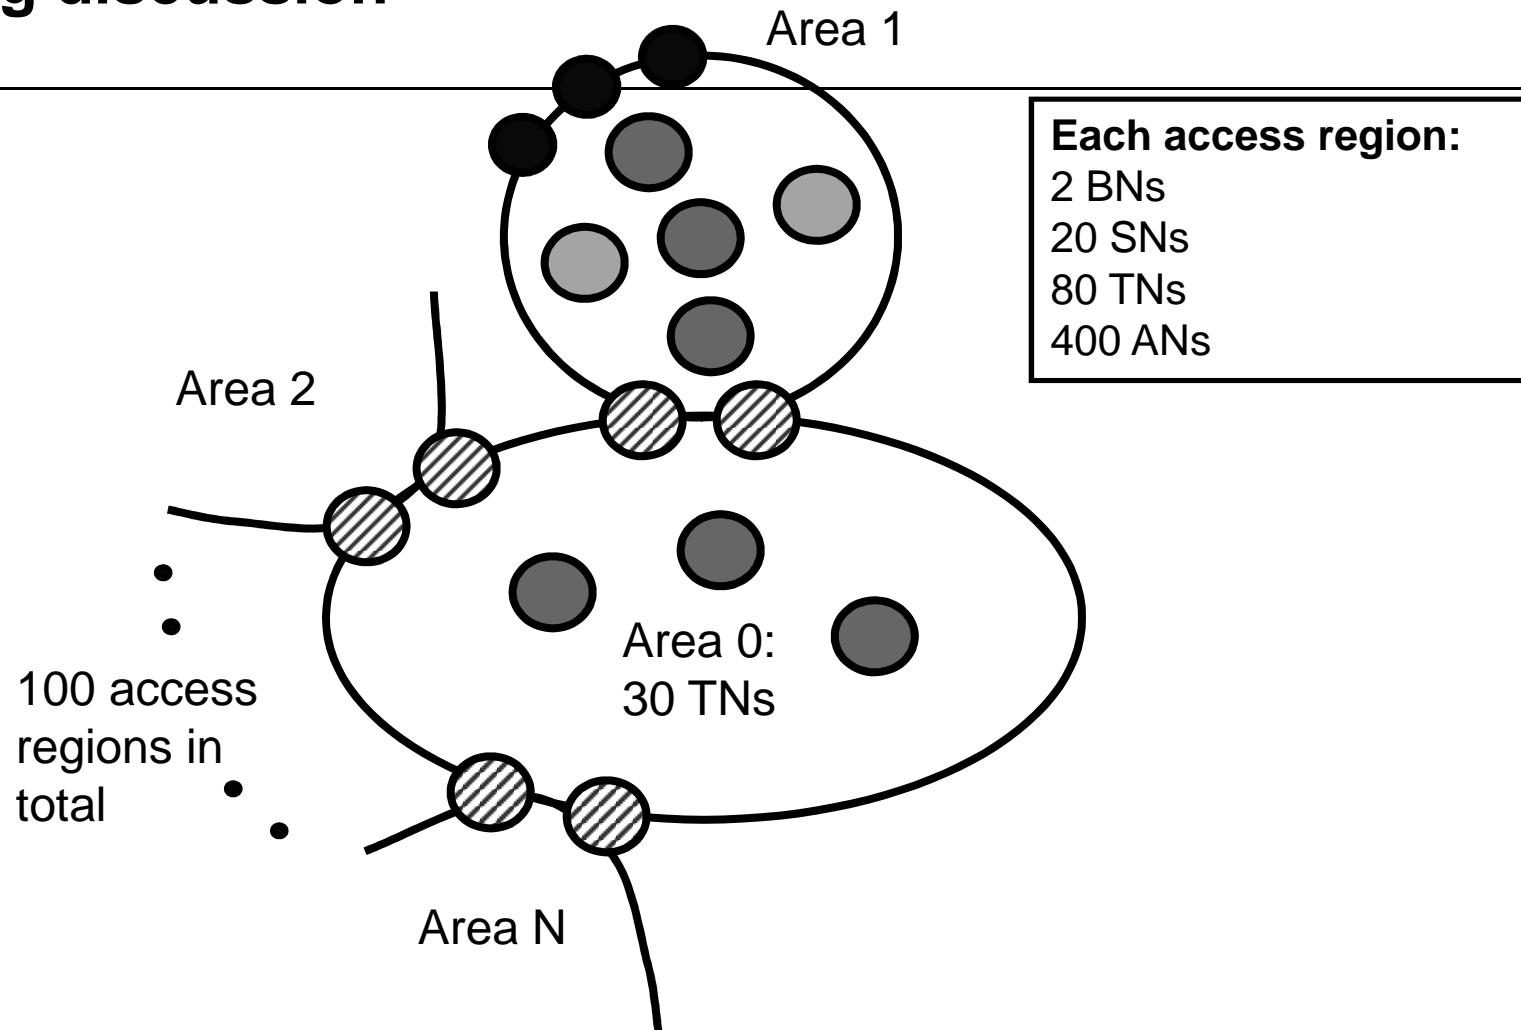 g discussion
Area 1
Each access region:
2 BNs
20 SNs
80 TNs
400 ANs
Area 2
Area 0:
30 TNs
100 access
regions in
total
Area N